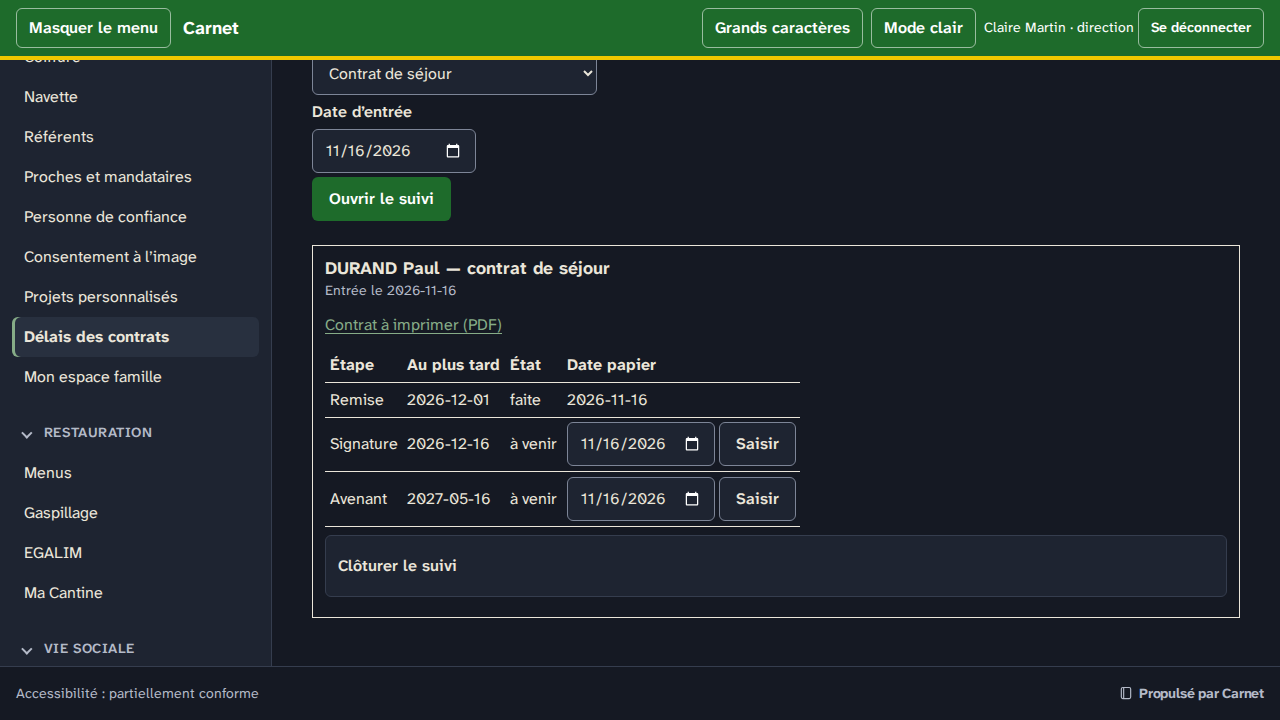 Masquer le menu
Carnet
Grands caractères
Mode clair
Claire Martin · direction
Se déconnecter
Navette
Référents
Proches et mandataires
Personne de confiance
Consentement à l’image
Projets personnalisés
Délais des contrats
Mon espace famille
RESTAURATION
Menus
Gaspillage
EGALIM
Ma Cantine
VIE SOCIALE
Contrat de séjour
Date d’entrée
11/16/2026
Ouvrir le suivi
DURAND Paul — contrat de séjour
Entrée le 2026-11-16
Contrat à imprimer (PDF)
Étape Au plus tard État Date papier
Remise 2026-12-01 faite 2026-11-16
Signature 2026-12-16 à venir 11/16/2026 Saisir
Avenant 2027-05-16 à venir 11/16/2026 Saisir
Clôturer le suivi
Accessibilité : partiellement conforme
Propulsé par Carnet